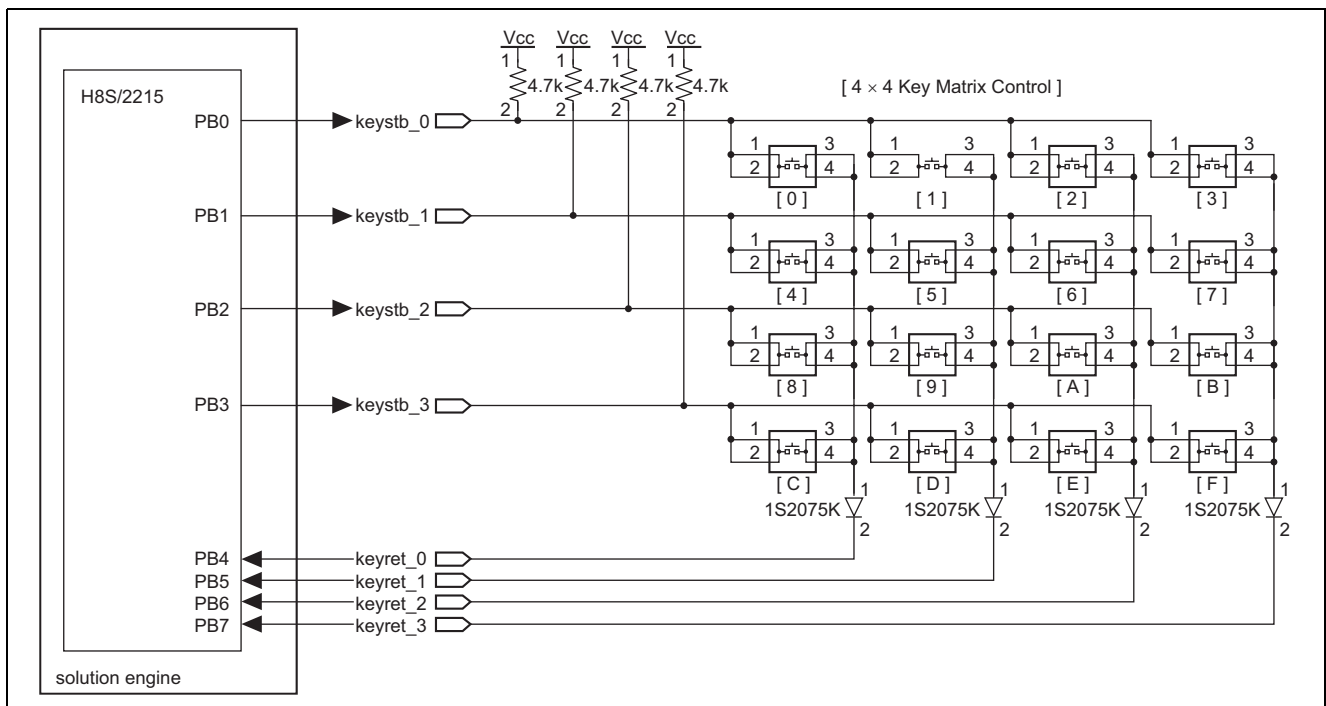 Vcc Vcc Vcc Vcc
1 1 1 1
4.7k 4.7k 4.7k 4.7k
2 2 2 2
[ 4 × 4 Key Matrix Control ]
H8S/2215
PB0 keystb_0
1 3 1 3 1 3 1 3
2 4 2 4 2 4 2 4
[ 0 ] [ 1 ] [ 2 ] [ 3 ]
PB1 keystb_1
1 3 1 3 1 3 1 3
2 4 2 4 2 4 2 4
[ 4 ] [ 5 ] [ 6 ] [ 7 ]
PB2 keystb_2
1 3 1 3 1 3 1 3
2 4 2 4 2 4 2 4
[ 8 ] [ 9 ] [ A ] [ B ]
PB3 keystb_3
1 3 1 3 1 3 1 3
2 4 2 4 2 4 2 4
[ C ] [ D ] [ E ] [ F ]
1 1 1 1
1S2075K 1S2075K 1S2075K 1S2075K
2 2 2 2
PB4 keyret_0
PB5 keyret_1
PB6 keyret_2
PB7 keyret_3
solution engine